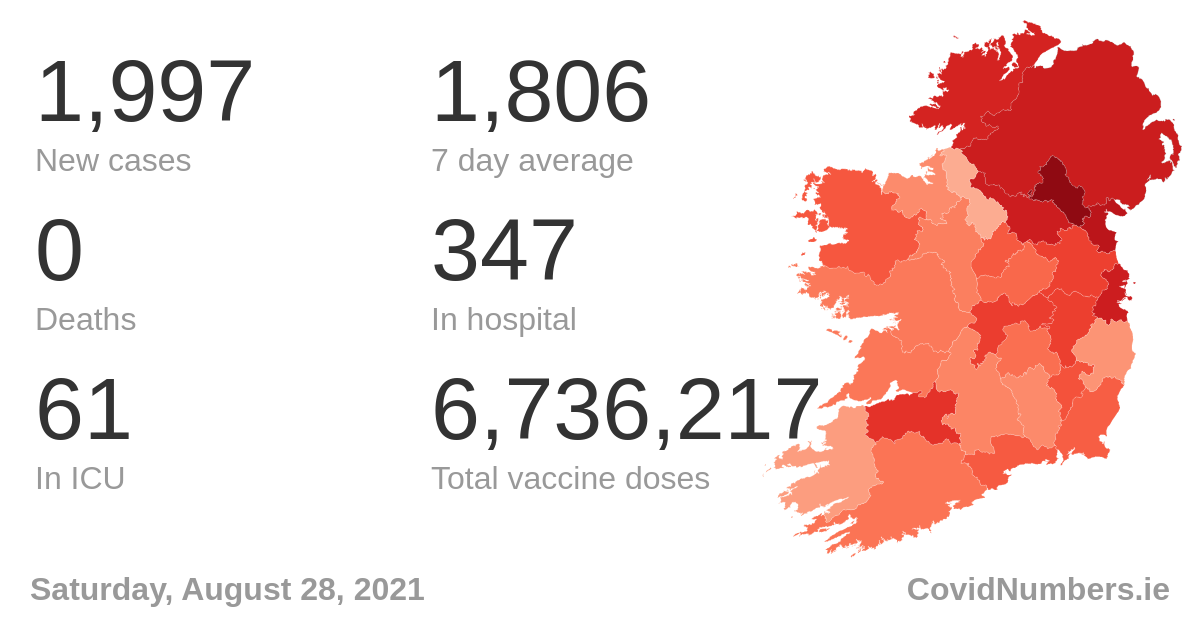 1,997 1,806
New cases 7 day average
0 347
Deaths In hospital
61 6,736,217
In ICU Total vaccine doses
Saturday, August 28, 2021 CovidNumbers.ie